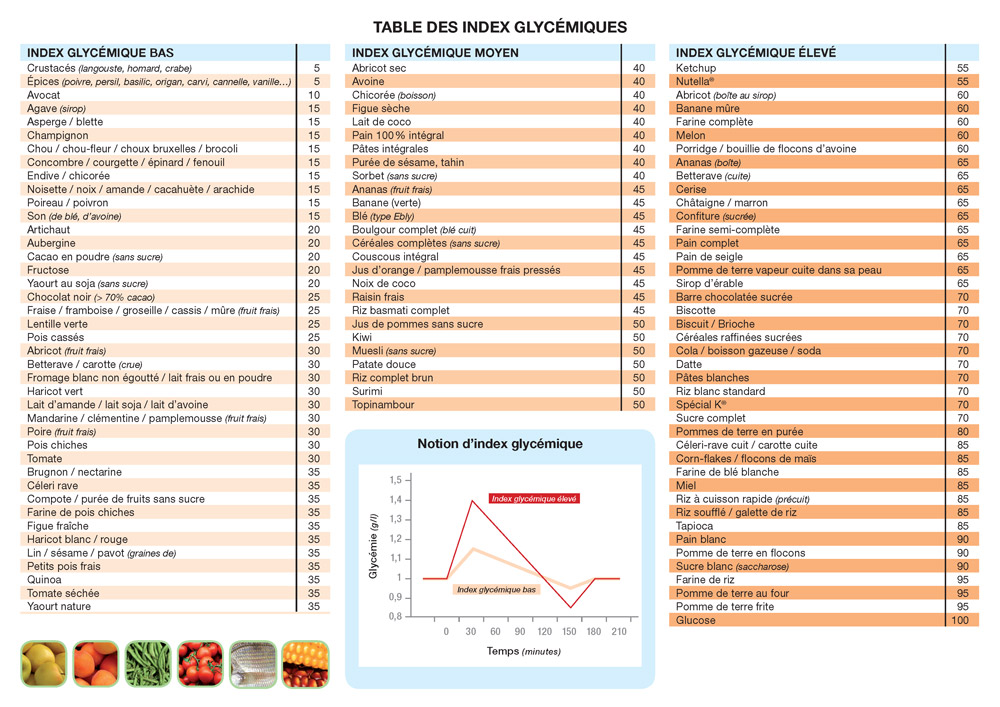 TABLE DES INDEX GLYCÉMIQUES
INDEX GLYCÉMIQUE BAS
Crustacés (langouste, homard, crabe) 5
Épices (poivre, persil, basilic, origan, carvi, cannelle, vanille…) 5
Avocat 10
Agave (sirop) 15
Asperge / blette 15
Champignon 15
Chou / chou-fleur / choux bruxelles / brocoli 15
Concombre / courgette / épinard / fenouil 15
Endive / chicorée 15
Noisette / noix / amande / cacahuète / arachide 15
Poireau / poivron 15
Son (de blé, d'avoine) 15
Artichaut 20
Aubergine 20
Cacao en poudre (sans sucre) 20
Fructose 20
Yaourt au soja (sans sucre) 20
Chocolat noir (> 70% cacao) 25
Fraise / framboise / groseille / cassis / mûre (fruit frais) 25
Lentille verte 25
Pois cassés 25
Abricot (fruit frais) 30
Betterave / carotte (crue) 30
Fromage blanc non égoutté / lait frais ou en poudre 30
Haricot vert 30
Lait d'amande / lait soja / lait d'avoine 30
Mandarine / clémentine / pamplemousse (fruit frais) 30
Poire (fruit frais) 30
Pois chiches 30
Tomate 30
Brugnon / nectarine 35
Céleri rave 35
Compote / purée de fruits sans sucre 35
Farine de pois chiches 35
Figue fraîche 35
Haricot blanc / rouge 35
Lin / sésame / pavot (graines de) 35
Petits pois frais 35
Quinoa 35
Tomate séchée 35
Yaourt nature 35
INDEX GLYCÉMIQUE MOYEN
Abricot sec 40
Avoine 40
Chicorée (boisson) 40
Figue sèche 40
Lait de coco 40
Pain 100 % intégral 40
Pâtes intégrales 40
Purée de sésame, tahin 40
Sorbet (sans sucre) 40
Ananas (fruit frais) 45
Banane (verte) 45
Blé (type Ebly) 45
Boulgour complet (blé cuit) 45
Céréales complètes (sans sucre) 45
Couscous intégral 45
Jus d'orange / pamplemousse frais pressés 45
Noix de coco 45
Raisin frais 45
Riz basmati complet 45
Jus de pommes sans sucre 50
Kiwi 50
Muesli (sans sucre) 50
Patate douce 50
Riz complet brun 50
Surimi 50
Topinambour 50
Notion d'index glycémique
Glycémie (g/l)
1,5
1,4
1,3
1,2
1,1
1
0,9
0,8
Index glycémique élevé
Index glycémique bas
0 30 60 90 120 150 180 210
Temps (minutes)
INDEX GLYCÉMIQUE ÉLEVÉ
Ketchup 55
Nutella® 55
Abricot (boîte au sirop) 60
Banane mûre 60
Farine complète 60
Melon 60
Porridge / bouillie de flocons d'avoine 60
Ananas (boîte) 65
Betterave (cuite) 65
Cerise 65
Châtaigne / marron 65
Confiture (sucrée) 65
Farine semi-complète 65
Pain complet 65
Pain de seigle 65
Pomme de terre vapeur cuite dans sa peau 65
Sirop d'érable 65
Barre chocolatée sucrée 70
Biscotte 70
Biscuit / Brioche 70
Céréales raffinées sucrées 70
Cola / boisson gazeuse / soda 70
Datte 70
Pâtes blanches 70
Riz blanc standard 70
Spécial K® 70
Sucre complet 70
Pommes de terre en purée 80
Céleri-rave cuit / carotte cuite 85
Corn-flakes / flocons de maïs 85
Farine de blé blanche 85
Miel 85
Riz à cuisson rapide (précuit) 85
Riz soufflé / galette de riz 85
Tapioca 85
Pain blanc 90
Pomme de terre en flocons 90
Sucre blanc (saccharose) 90
Farine de riz 95
Pomme de terre au four 95
Pomme de terre frite 95
Glucose 100